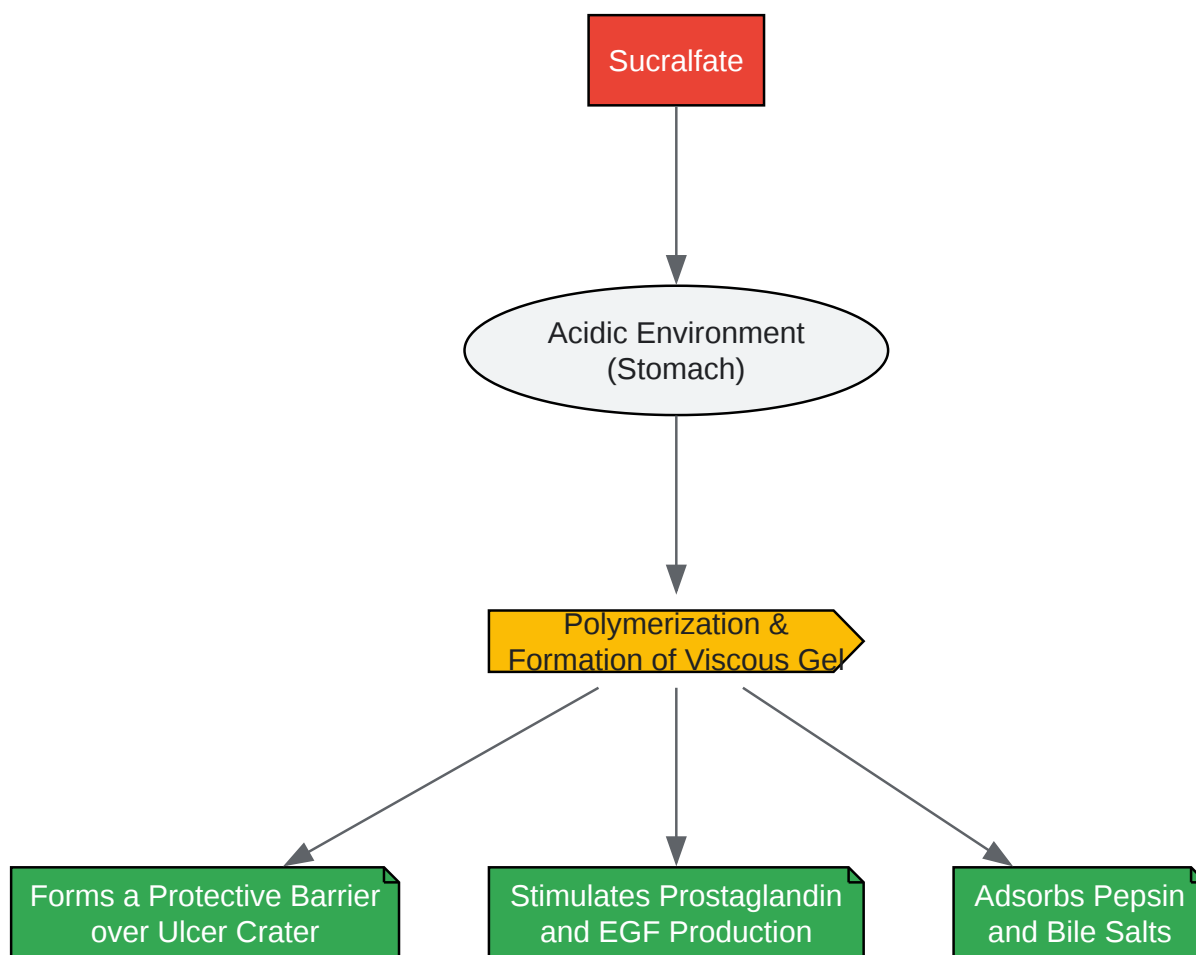 Sucralfate
Acidic Environment
(Stomach)
Polymerization &
Formation of Viscous Gel
Forms a Protective Barrier
over Ulcer Crater
Stimulates Prostaglandin
and EGF Production
Adsorbs Pepsin
and Bile Salts